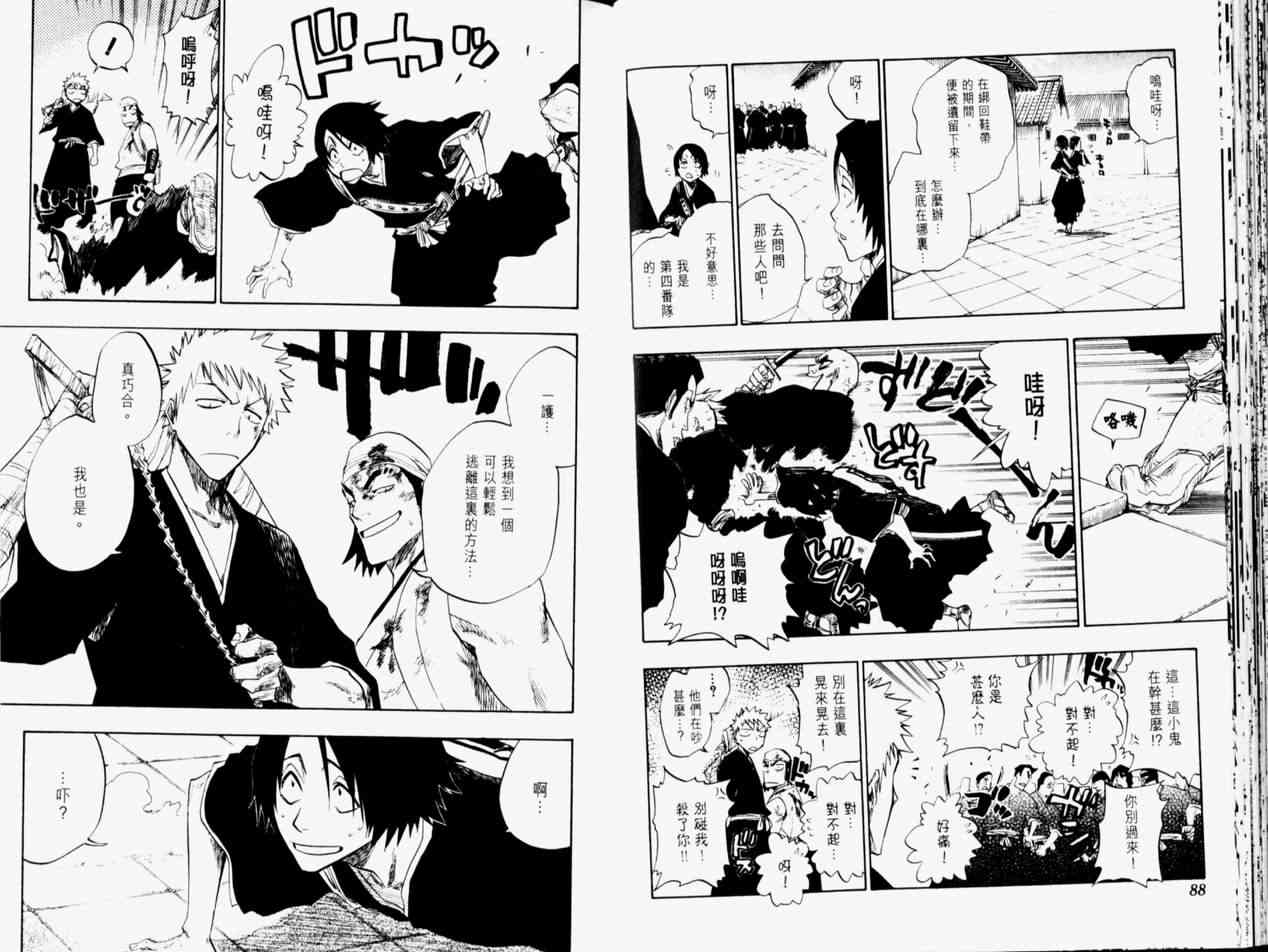 嗚哇呀…
在綁回鞋帶
的期間，
便被遺留下來…
怎麼辦…
到底在哪裏…
呀！
去問問
那些人吧！
呀…
不好意思…
我是
第四番隊
的…
咯嘰
哇呀！
嗚啊哇
呀呀呀!?
這…這小鬼
在幹甚麼!?
對…
對不起！
你是
甚麼人!?
你別過來！
好痛！
別在這裏
晃來晃去！
…?
他們在吵
甚麼…？
對…
對不起…
別碰我！
殺了你!!
呀！
88
ドカッ
嗚哇呀！
嗚呼呀！
！
一護…
我想到一個
可以輕鬆
逃離這裏的方法…
真巧合。
我也是。
啊…
…吓？